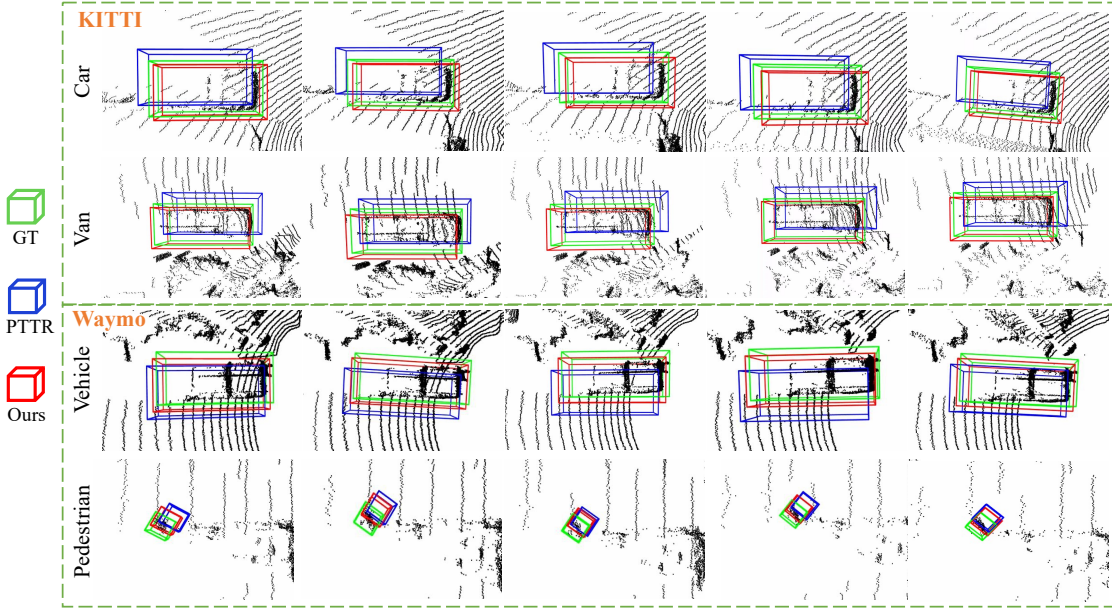 KITTI
Car
Van
GT
PTTR
Ours
Waymo
Vehicle
Pedestrian